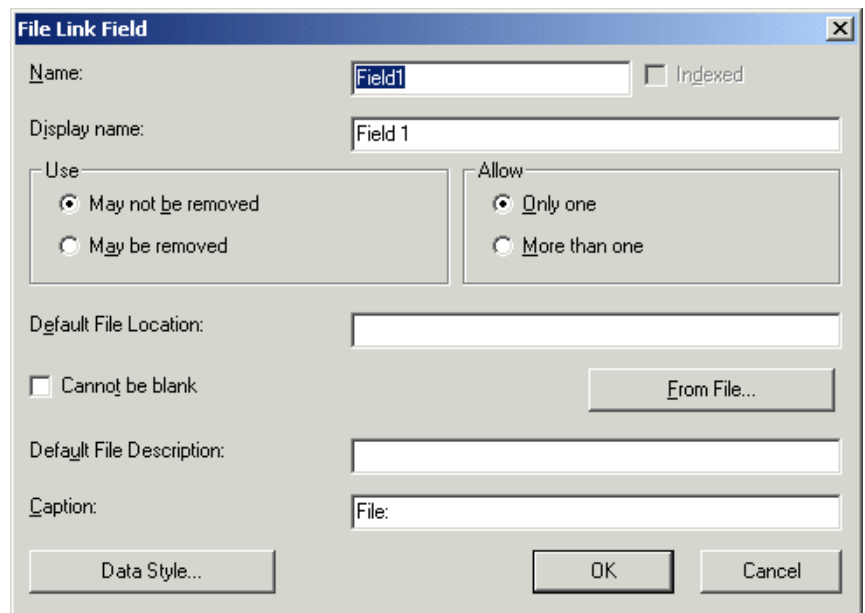 File Link Field
Name: Field1 Indexed
Display name: Field 1
Use Allow
May not be removed Only one
May be removed More than one
Default File Location:
Cannot be blank From File...
Default File Description:
Caption: File:
Data Style... OK Cancel